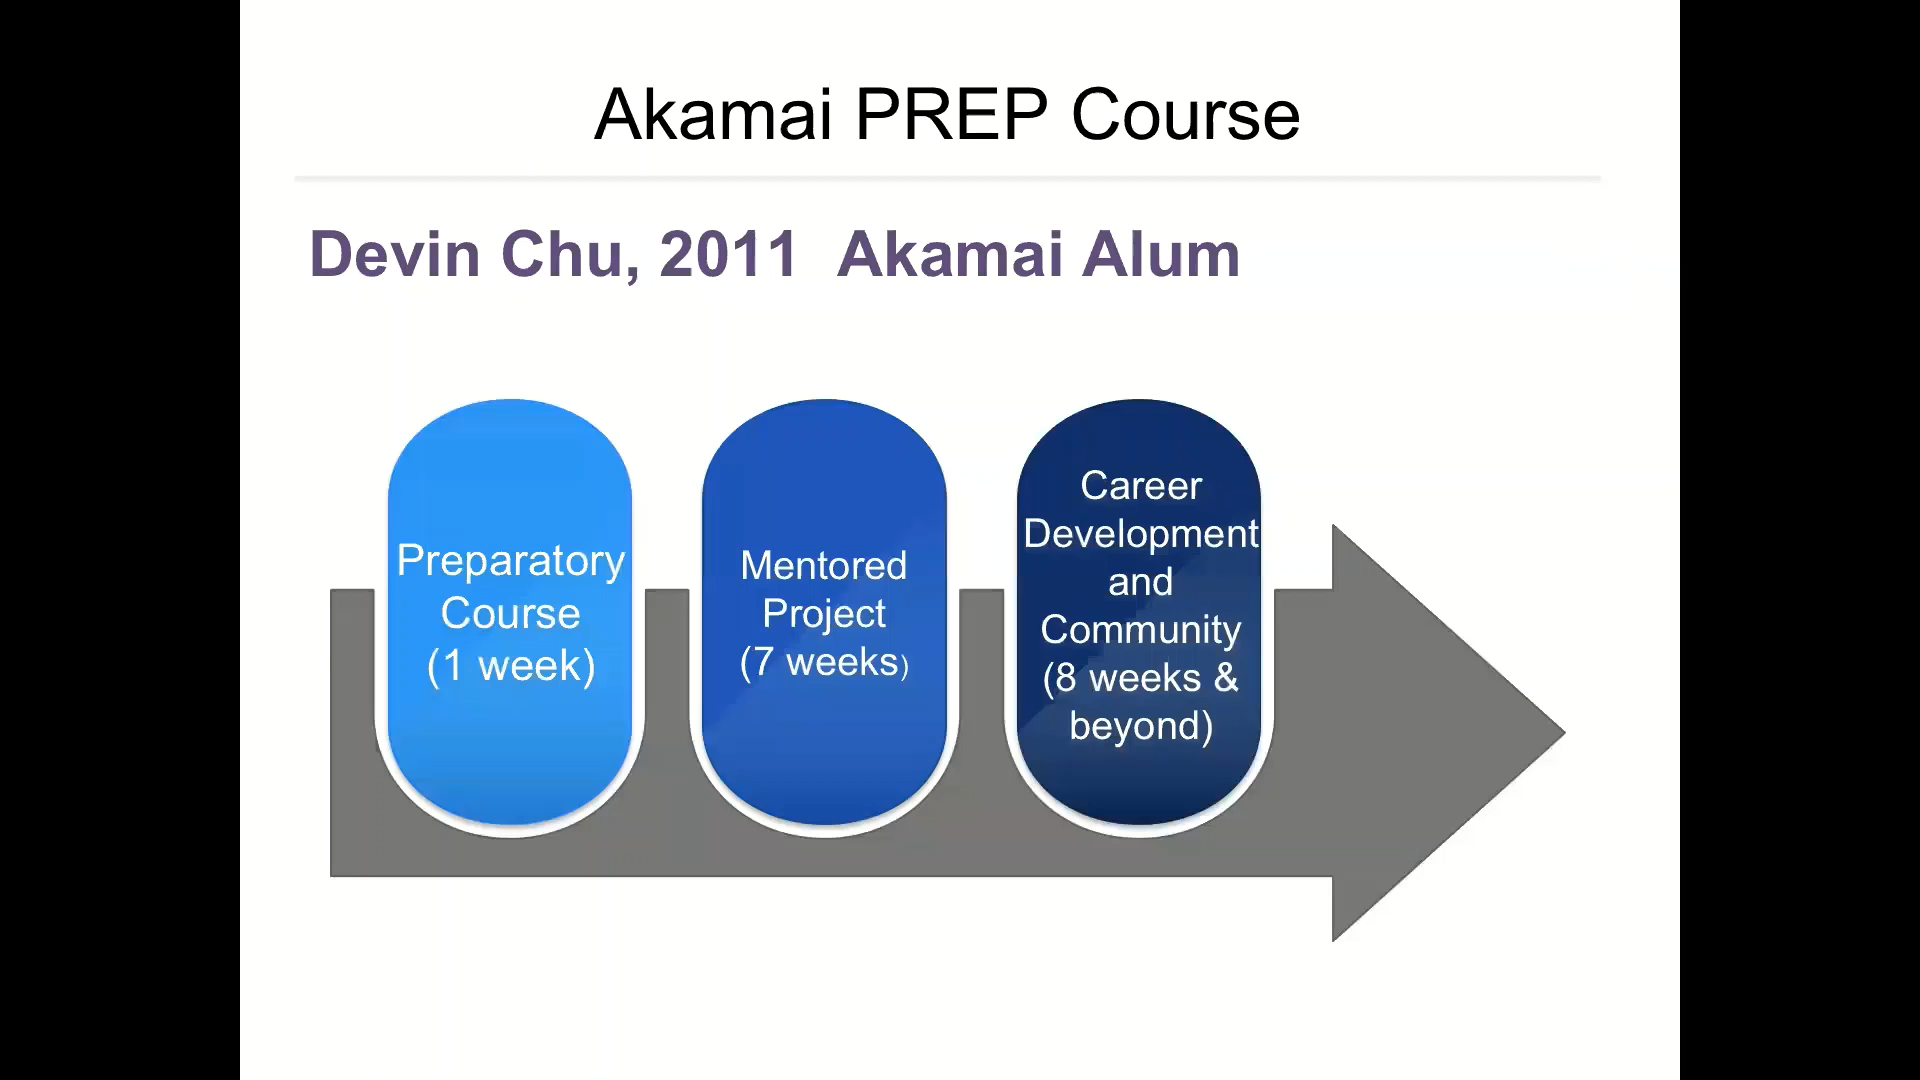 Akamai PREP Course
Devin Chu, 2011  Akamai Alum
Preparatory
Course
(1 week)
Mentored
Project
(7 weeks)
Career
Development
and
Community
(8 weeks &
beyond)